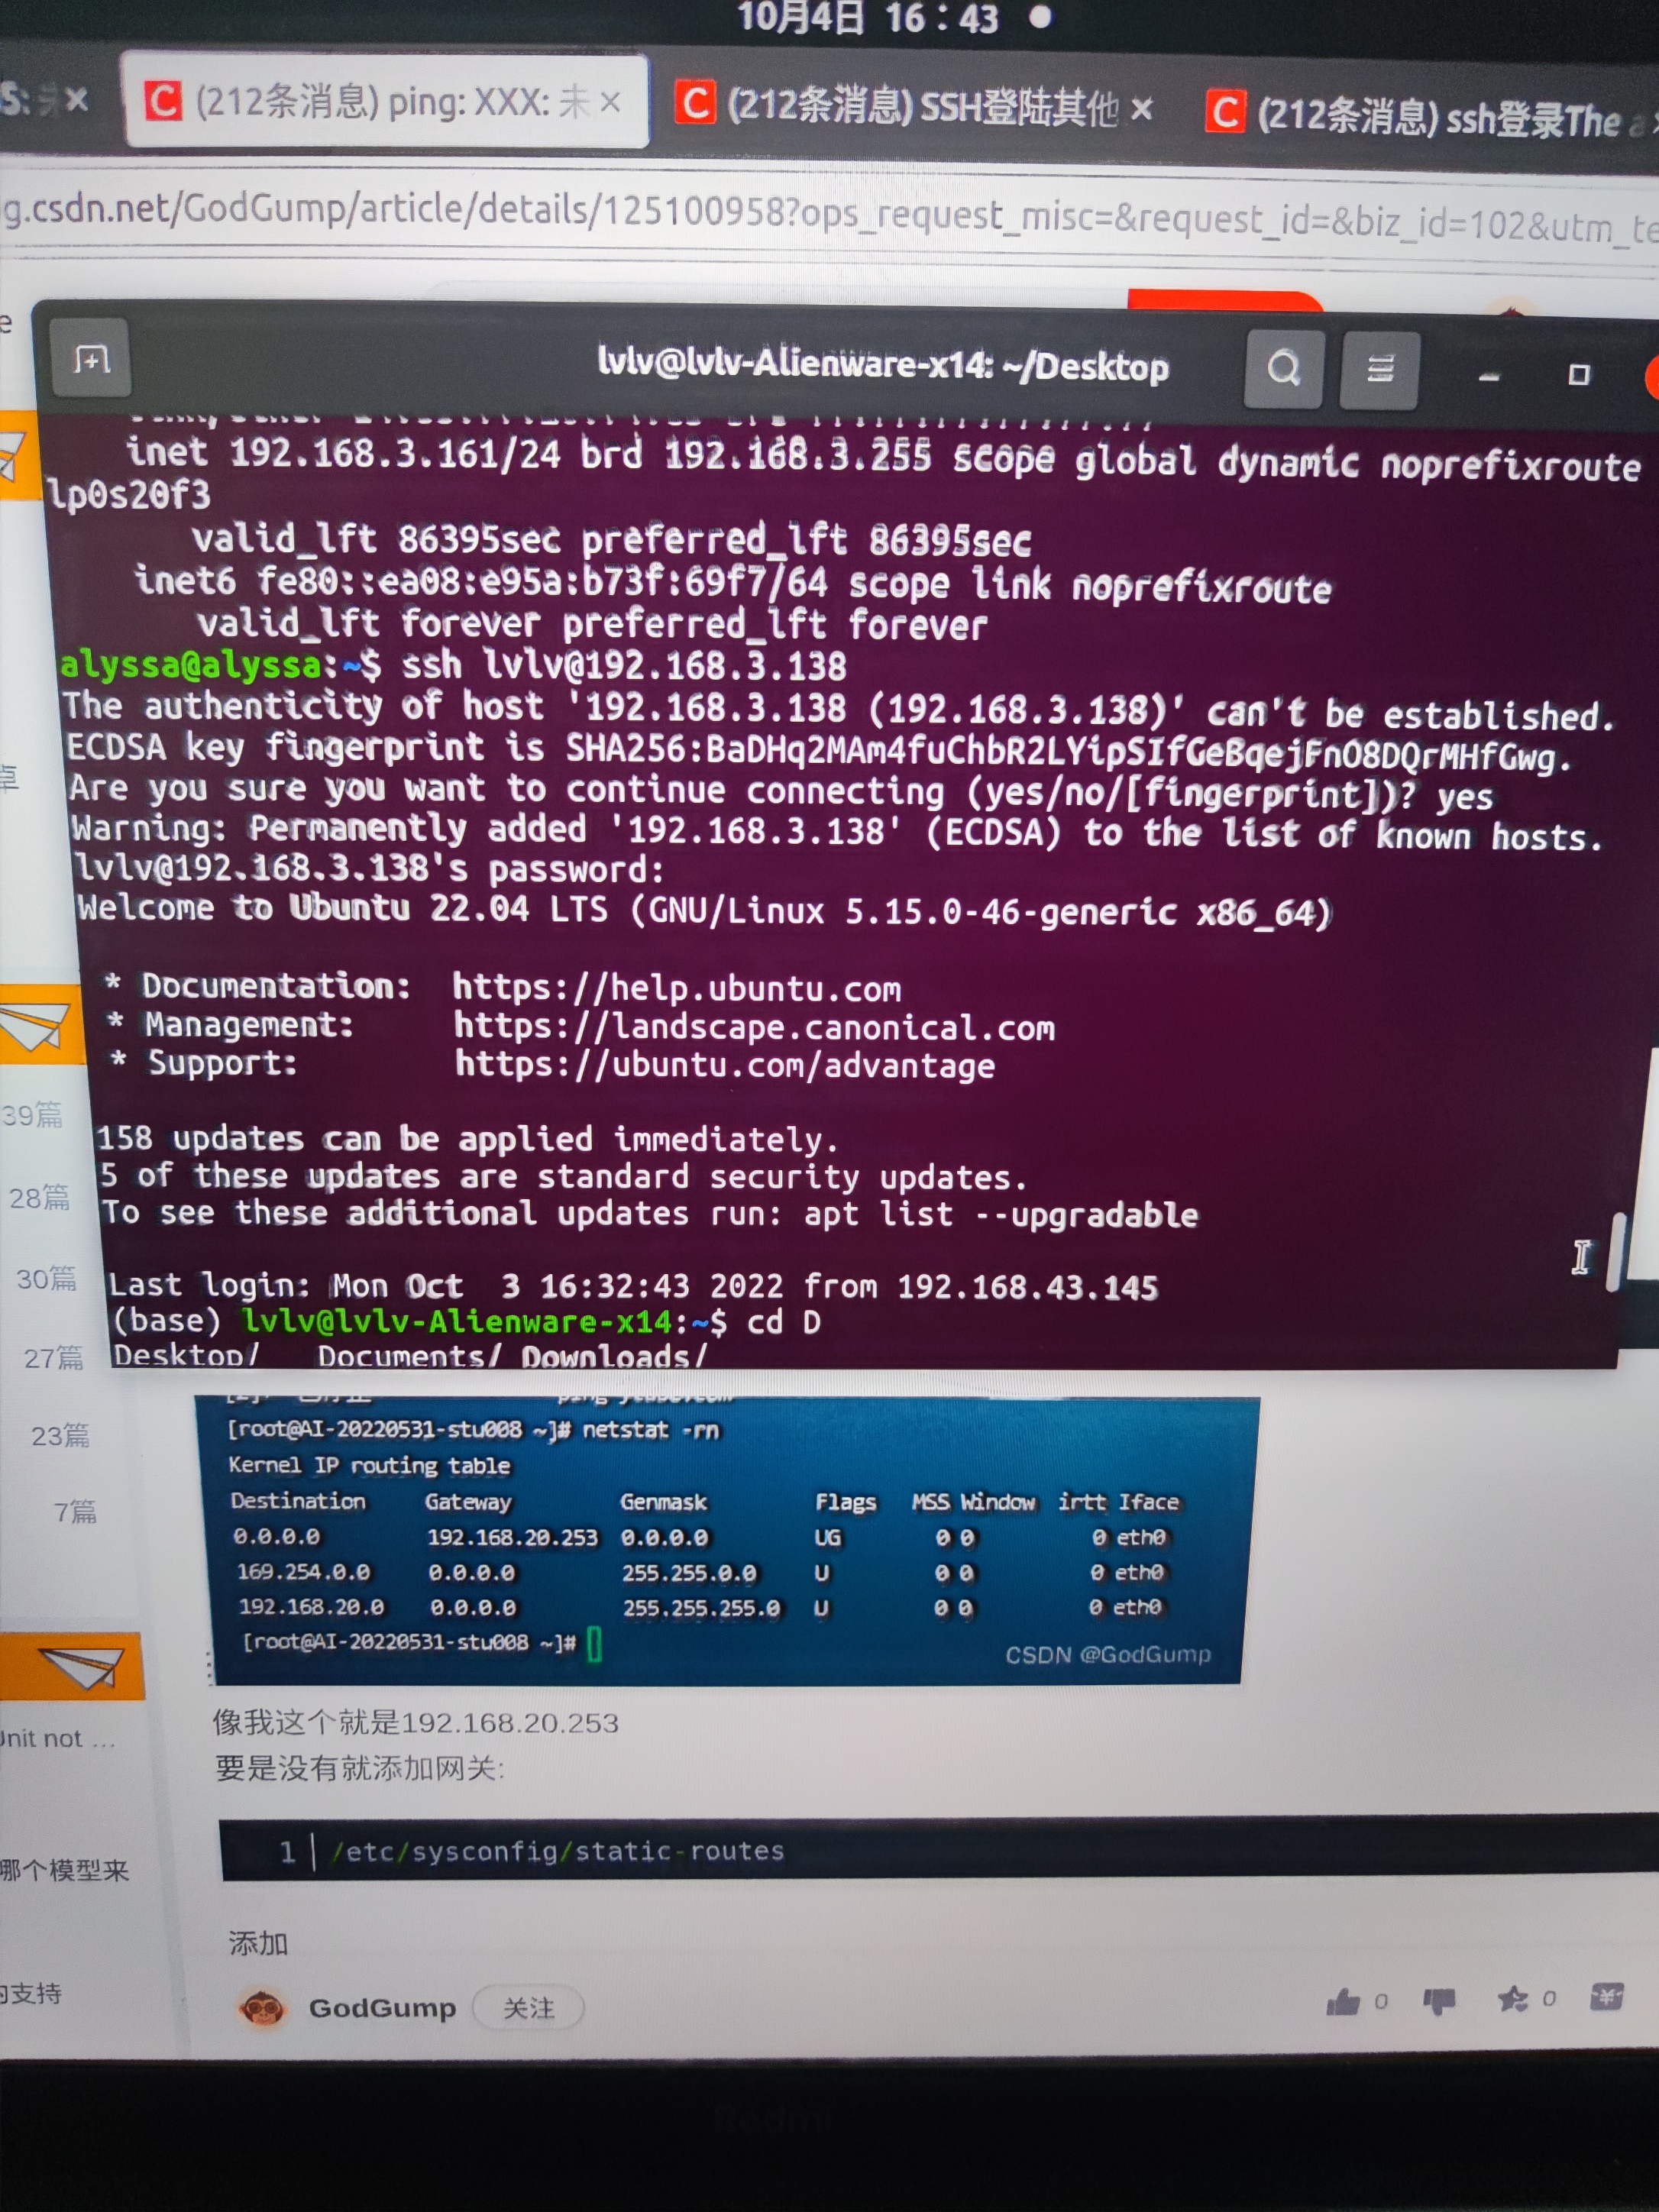 10月4日 16：43
(212条消息) ping: XXX: 未
(212条消息) SSH登陆其他
(212条消息) ssh登录The a
g.csdn.net/GodGump/article/details/125100958?ops_request_misc=&request_id=&biz_id=102&utm_te
lvlv@lvlv-Alienware-x14: ~/Desktop
inet 192.168.3.161/24 brd 192.168.3.255 scope global dynamic noprefixroute
lp0s20f3
valid_lft 86395sec preferred_lft 86395sec
inet6 fe80::ea08:e95a:b73f:69f7/64 scope link noprefixroute
valid_lft forever preferred_lft forever
alyssa@alyssa:~$ ssh lvlv@192.168.3.138
The authenticity of host '192.168.3.138 (192.168.3.138)' can't be established.
ECDSA key fingerprint is SHA256:BaDHq2MAm4fuChbR2LYipSIfGeBqejFnO8DQrMHfGwg.
Are you sure you want to continue connecting (yes/no/[fingerprint])? yes
Warning: Permanently added '192.168.3.138' (ECDSA) to the list of known hosts.
lvlv@192.168.3.138's password:
Welcome to Ubuntu 22.04 LTS (GNU/Linux 5.15.0-46-generic x86_64)
* Documentation: https://help.ubuntu.com
* Management: https://landscape.canonical.com
* Support: https://ubuntu.com/advantage
158 updates can be applied immediately.
5 of these updates are standard security updates.
To see these additional updates run: apt list --upgradable
Last login: Mon Oct 3 16:32:43 2022 from 192.168.43.145
(base) lvlv@lvlv-Alienware-x14:~$ cd D
Desktop/ Documents/ Downloads/
39篇
28篇
30篇
27篇
23篇
7篇
[root@AI-20220531-stu008 ~]# netstat -rn
Kernel IP routing table
Destination Gateway Genmask Flags MSS Window irtt Iface
0.0.0.0 192.168.20.253 0.0.0.0 UG 0 0 0 eth0
169.254.0.0 0.0.0.0 255.255.0.0 U 0 0 0 eth0
192.168.20.0 0.0.0.0 255.255.255.0 U 0 0 0 eth0
[root@AI-20220531-stu008 ~]#
CSDN @GodGump
像我这个就是192.168.20.253
Unit not ...
要是没有就添加网关:
1 /etc/sysconfig/static-routes
哪个模型来
添加
的支持
GodGump 关注
0 0
Redmi